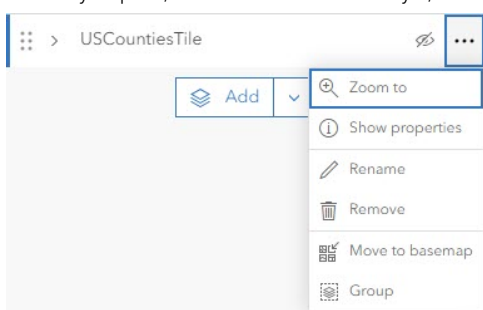 USCountiesTile
Add
Zoom to
Show properties
Rename
Remove
Move to basemap
Group